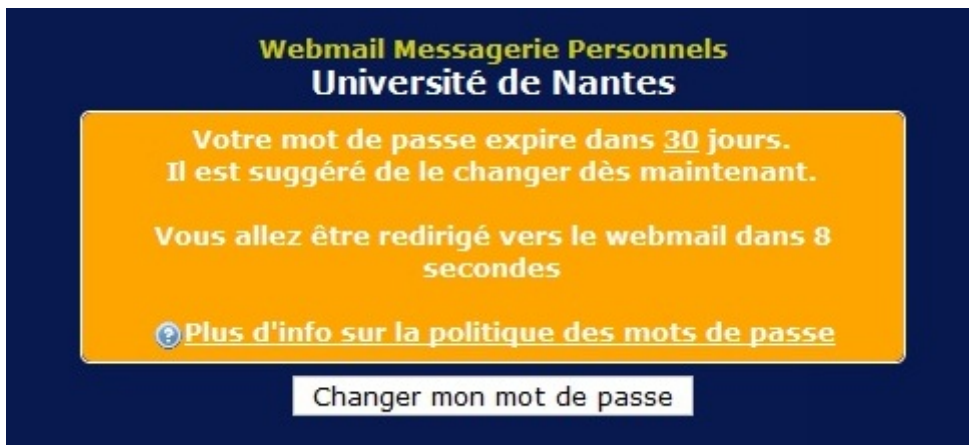 Webmail Messagerie Personnels
Université de Nantes
Votre mot de passe expire dans 30 jours.
Il est suggéré de le changer dès maintenant.
Vous allez être redirigé vers le webmail dans 8
secondes
Plus d'info sur la politique des mots de passe
Changer mon mot de passe